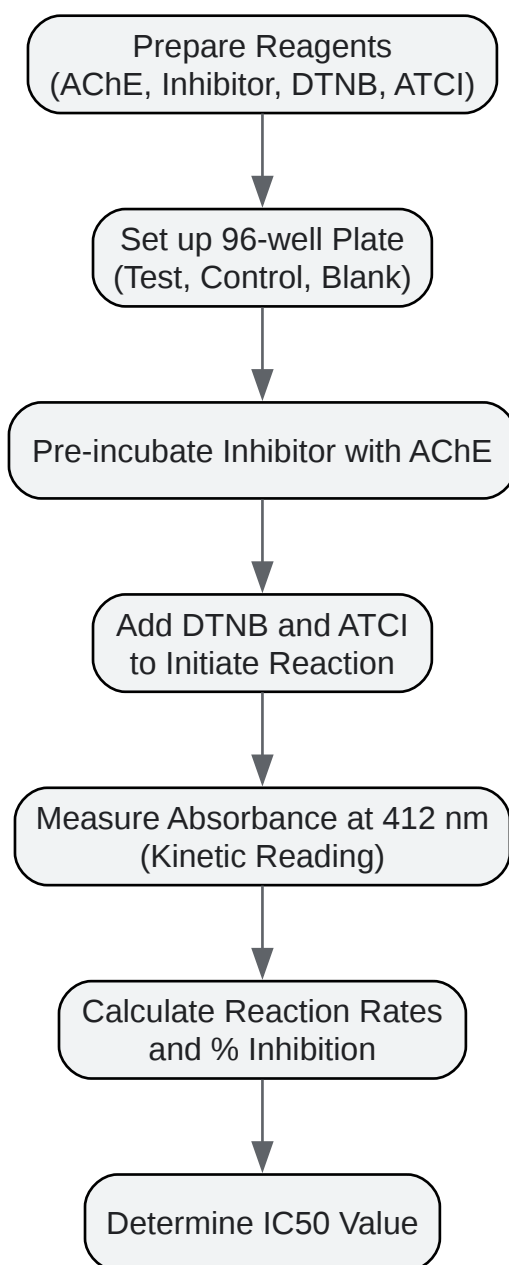 Prepare Reagents
(AChE, Inhibitor, DTNB, ATCI)
Set up 96-well Plate
(Test, Control, Blank)
Pre-incubate Inhibitor with AChE
Add DTNB and ATCI
to Initiate Reaction
Measure Absorbance at 412 nm
(Kinetic Reading)
Calculate Reaction Rates
and % Inhibition
Determine IC50 Value